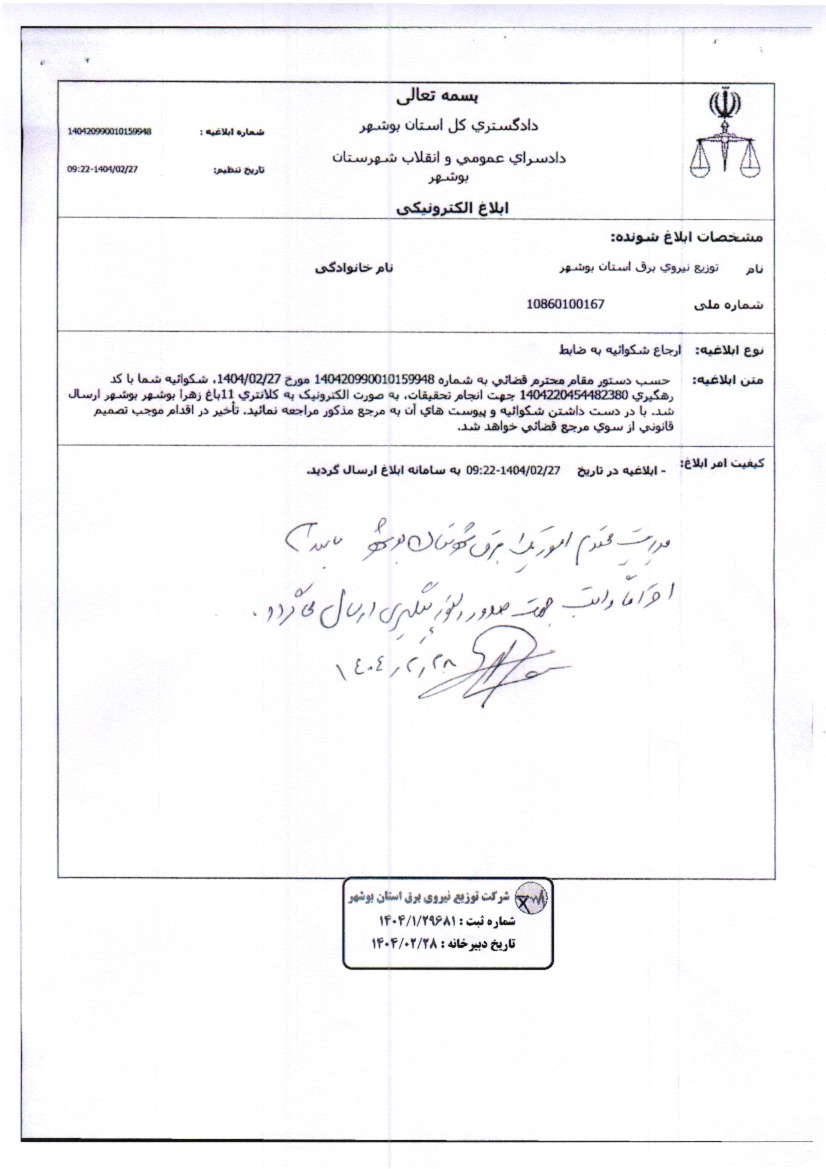 بسمه تعالی
دادگستري کل استان بوشهر
دادسراي عمومي و انقلاب شهرستان
بوشهر
ابلاغ الکترونیکی
شماره ابلاغیه : 140420990010159948
تاریخ تنظیم: 09:22-1404/02/27
مشخصات ابلاغ شونده:
نام توزیع نیروي برق استان بوشهر نام خانوادگی
شماره ملی 10860100167
نوع ابلاغیه: ارجاع شکوائیه به ضابط
متن ابلاغیه: حسب دستور مقام محترم قضائي به شماره 140420990010159948 مورخ 1404/02/27، شکوائیه شما با کد
رهگیري 1404220454482380 جهت انجام تحقیقات، به صورت الکترونیک به کلانتري 11باغ زهرا بوشهر بوشهر ارسال
شد. با در دست داشتن شکوائیه و پیوست هاي آن به مرجع مذکور مراجعه نمائید. تأخیر در اقدام موجب تصمیم
قانوني از سوي مرجع قضائي خواهد شد.
کیفیت امر ابلاغ: - ابلاغیه در تاریخ 09:22-1404/02/27 به سامانه ابلاغ ارسال گردید.
مدیریت محترم امور برق شهرستان بوشهر
احتراماً جهت صدور دستور پیگیری ارسال می گردد.
۱۴۰۴/۲/۲۸
شرکت توزیع نیروی برق استان بوشهر
شماره ثبت : ۱۴۰۴/۱/۲۹۶۸۱
تاریخ دبیرخانه : ۱۴۰۴/۰۲/۲۸